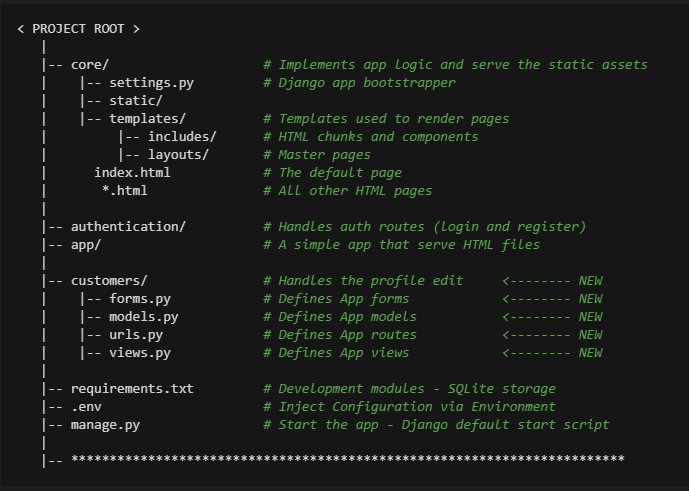 < PROJECT ROOT >
   |
   |-- core/                    # Implements app logic and serve the static assets
   |    |-- settings.py         # Django app bootstrapper
   |    |-- static/
   |    |-- templates/          # Templates used to render pages
   |         |-- includes/      # HTML chunks and components
   |         |-- layouts/       # Master pages
   |      index.html            # The default page
   |       *.html               # All other HTML pages
   |
   |-- authentication/          # Handles auth routes (login and register)
   |-- app/                     # A simple app that serve HTML files
   |
   |-- customers/               # Handles the profile edit     <-------- NEW
   |    |-- forms.py            # Defines App forms            <-------- NEW
   |    |-- models.py           # Defines App models           <-------- NEW
   |    |-- urls.py             # Defines App routes           <-------- NEW
   |    |-- views.py            # Defines App views            <-------- NEW
   |
   |-- requirements.txt         # Development modules - SQLite storage
   |-- .env                     # Inject Configuration via Environment
   |-- manage.py                # Start the app - Django default start script
   |
   |-- ************************************************************************